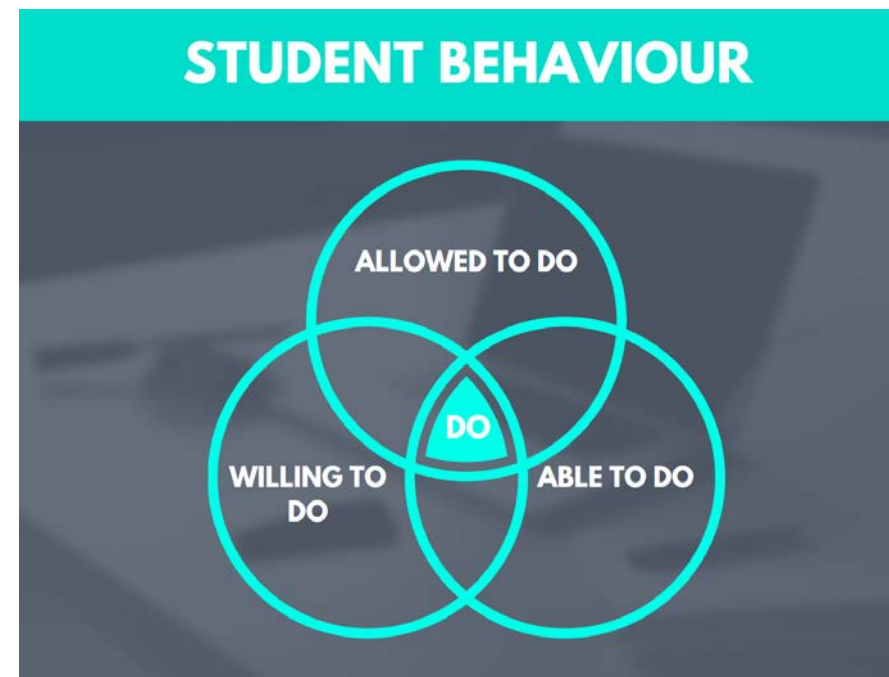 STUDENT BEHAVIOUR
ALLOWED TO DO
DO
WILLING TO
DO
ABLE TO DO